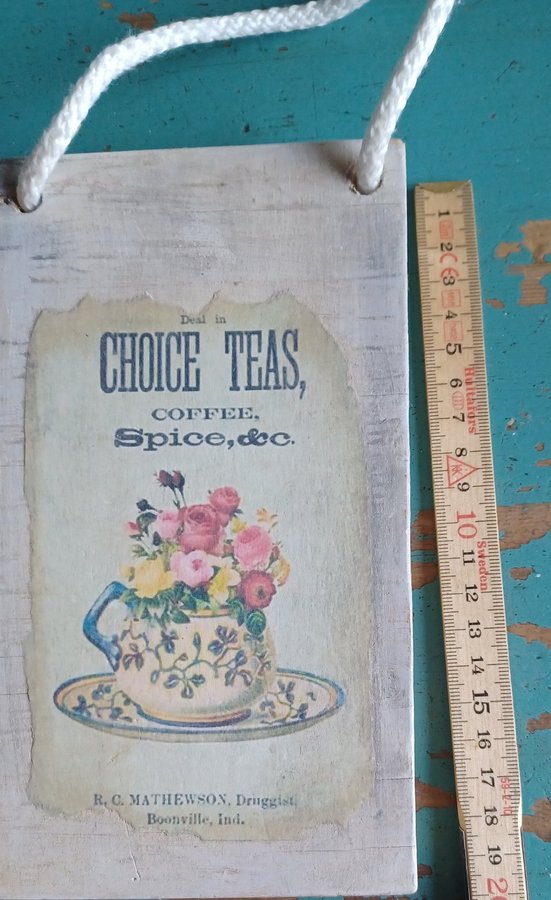 Deal in
CHOICE TEAS,
COFFEE,
Spice, &c.
R. C. MATHEWSON, Druggist,
Boonville, Ind.
1
2
CE
3
4
5
6
7
Hultafors
8
9
10
Sweden
11
12
13
14
15
16
17
18
19